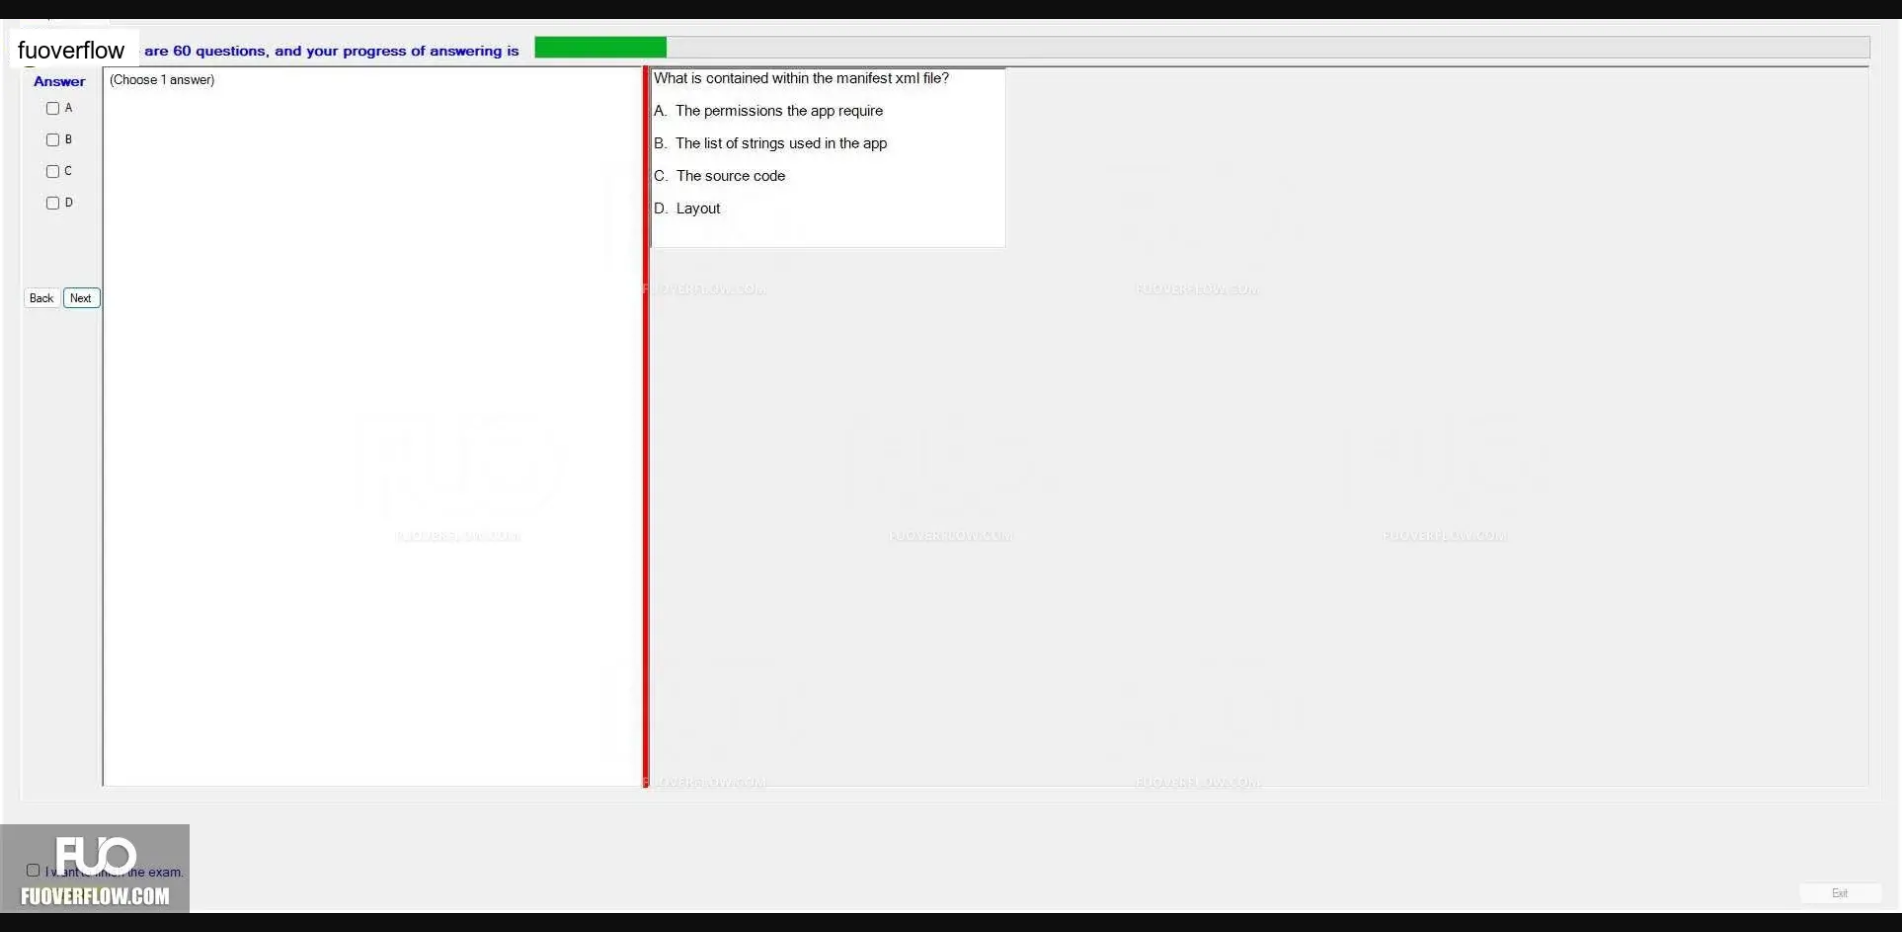 fuoverflow are 60 questions, and your progress of answering is
Answer
(Choose 1 answer)
A
B
C
D
Back Next
What is contained within the manifest xml file?
A. The permissions the app require
B. The list of strings used in the app
C. The source code
D. Layout
FUOVERFLOW.COM FUOVERFLOW.COM
FUOVERFLOW.COM FUOVERFLOW.COM FUOVERFLOW.COM
FUOVERFLOW.COM FUOVERFLOW.COM
FUO
I want to finish the exam.
FUOVERFLOW.COM
Exit